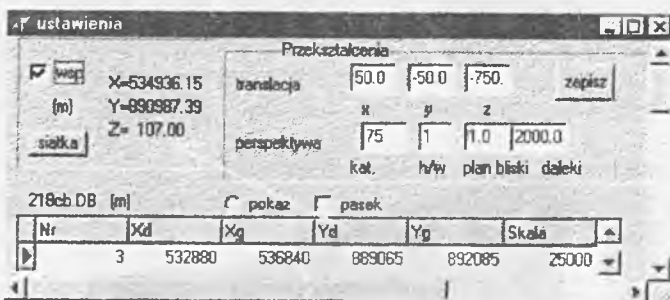 ustawienia
Przekształcenia
wsp X=534936.15 translacja 50.0 -50.0 -750. zapisz
[m] Y=890987.39 x y z
siatka Z= 107.00 perspektywa 75 1 1.0 2000.0
kat. h/w plan bliski daleki
218cb.DB [m] pokaz pasek
Nr Xd Xg Yd Yg Skala
3 532880 536840 889065 892085 25000